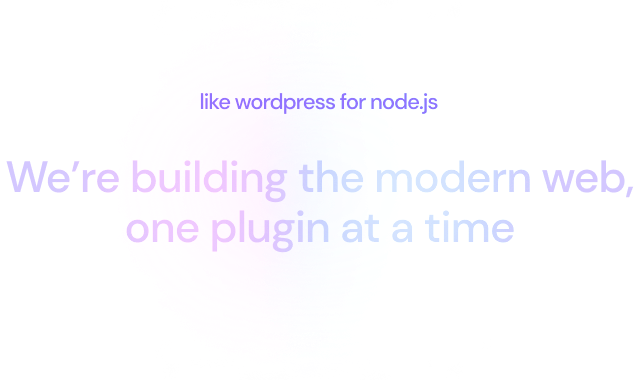 like wordpress for node.js
We’re building the modern web,
one plugin at a time